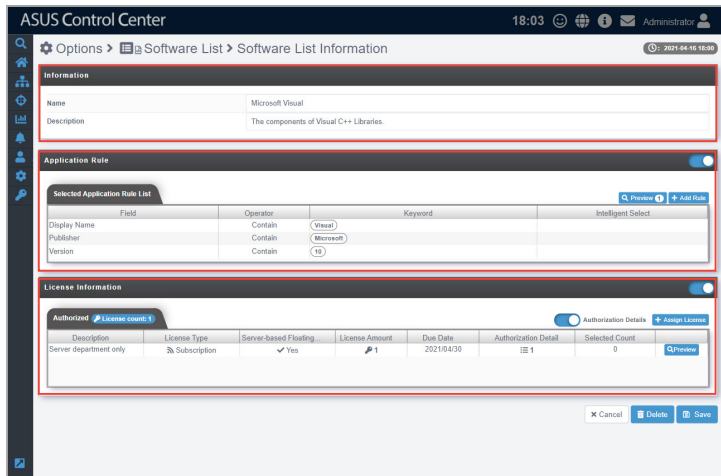 ASUS Control Center 18:03 Administrator
Options > Software List > Software List Information 2021-04-16 18:00
Information
Name Microsoft Visual
Description The components of Visual C++ Libraries.
Application Rule
Selected Application Rule List Preview 1 + Add Rule
Field Operator Keyword Intelligent Select
Display Name Contain Visual
Publisher Contain Microsoft
Version Contain 10
License Information
Authorized License count: 1 Authorization Details + Assign License
Description License Type Server-based Floating... License Amount Due Date Authorization Detail Selected Count
Server department only Subscription Yes 1 2021/04/30 1 0 Preview
Cancel Delete Save